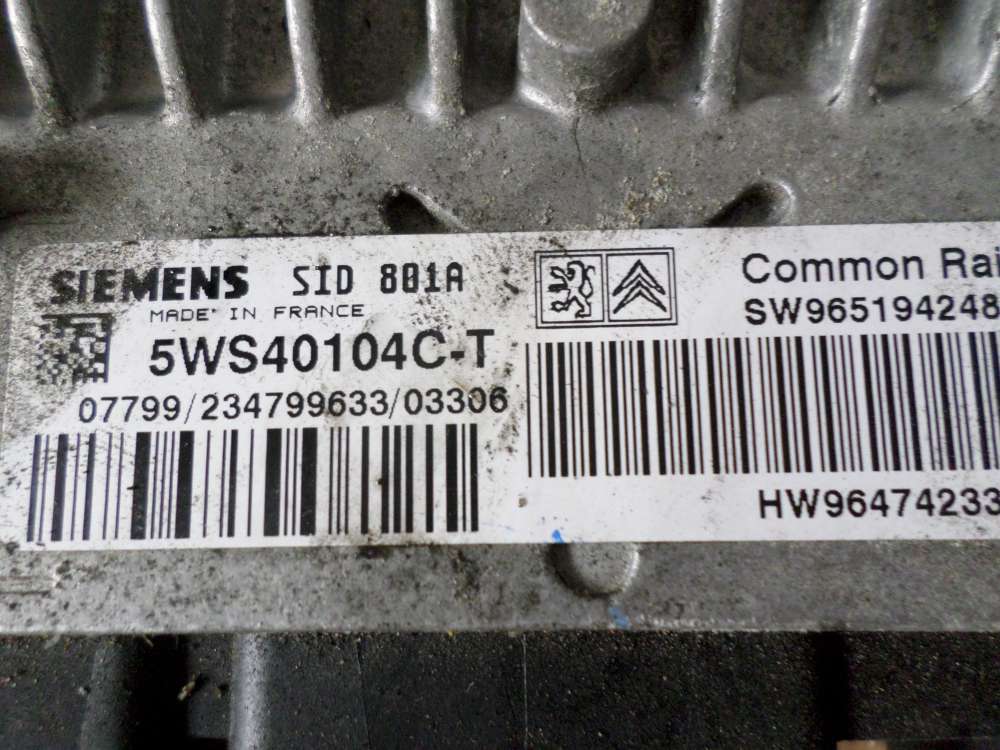 SIEMENS SID 801A
MADE IN FRANCE
5WS40104C-T
07799/234799633/03306
Common Rai
SW965194248
HW96474233